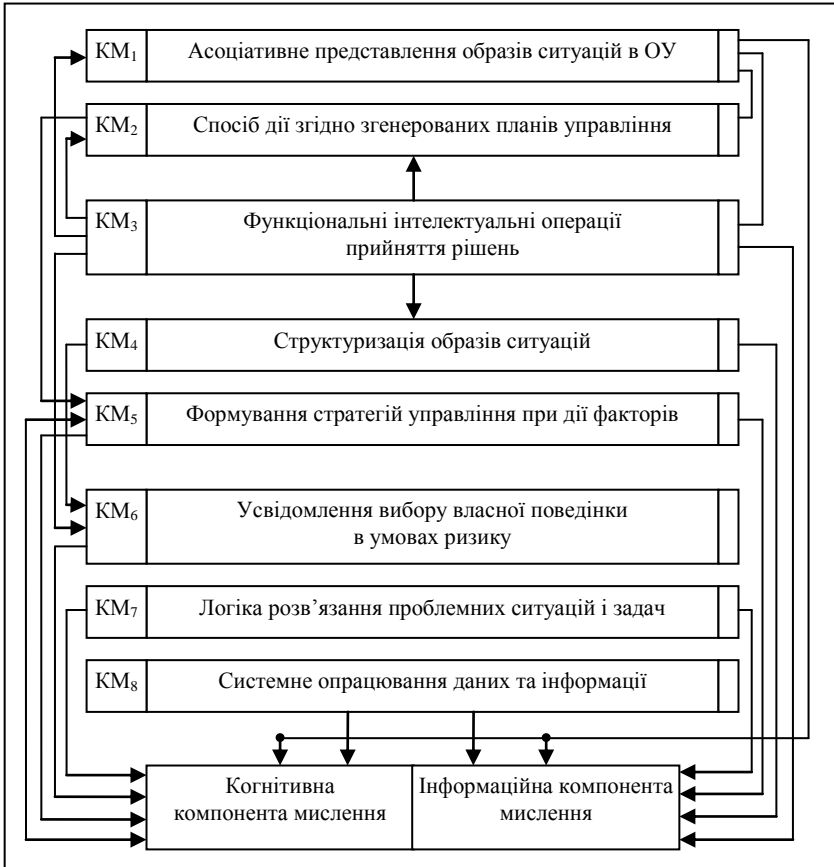 КМ₁ Асоціативне представлення образів ситуацій в ОУ
КМ₂ Спосіб дії згідно згенерованих планів управління
КМ₃ Функціональні інтелектуальні операції
прийняття рішень
КМ₄ Структуризація образів ситуацій
КМ₅ Формування стратегій управління при дії факторів
КМ₆ Усвідомлення вибору власної поведінки
в умовах ризику
КМ₇ Логіка розв’язання проблемних ситуацій і задач
КМ₈ Системне опрацювання даних та інформації
Когнітивна
компонента мислення
Інформаційна компонента
мислення